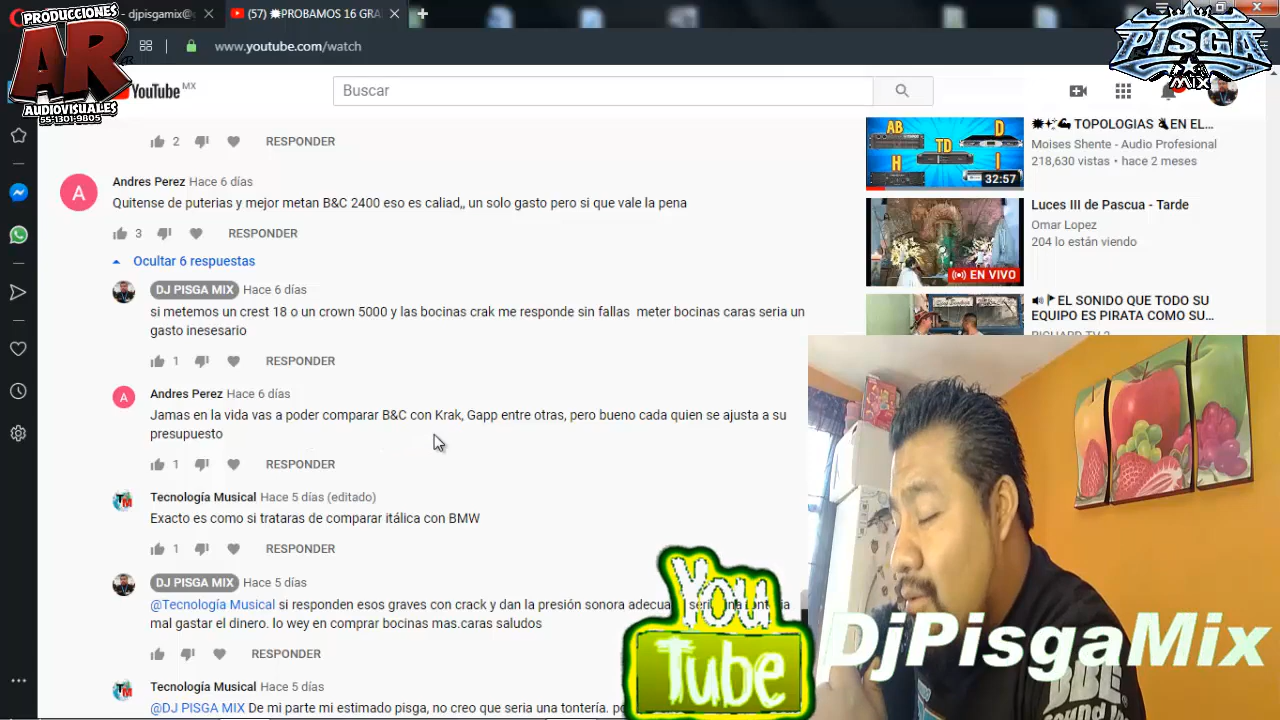 PRODUCCIONES
AR
AUDIOVISUALES
55-1301-9805
- djpisgamix@
(57) ✹PROBAMOS 16 GRA
PISGA
MIX
www.youtube.com/watch
YouTube MX
Buscar
2 RESPONDER
Andres Perez Hace 6 días
Quitense de puterias y mejor metan B&C 2400 eso es caliad,, un solo gasto pero si que vale la pena
3 RESPONDER
Ocultar 6 respuestas
DJ PISGA MIX Hace 6 días
si metemos un crest 18 o un crown 5000 y las bocinas crak me responde sin fallas meter bocinas caras seria un
gasto inesesario
1 RESPONDER
Andres Perez Hace 6 días
Jamas en la vida vas a poder comparar B&C con Krak, Gapp entre otras, pero bueno cada quien se ajusta a su
presupuesto
1 RESPONDER
Tecnología Musical Hace 5 días (editado)
Exacto es como si trataras de comparar itálica con BMW
1 RESPONDER
DJ PISGA MIX Hace 5 días
@Tecnología Musical si responden esos graves con crack y dan la presión sonora adecua
mal gastar el dinero. lo wey en comprar bocinas mas.caras saludos
RESPONDER
Tecnología Musical Hace 5 días
@DJ PISGA MIX De mi parte mi estimado pisga, no creo que seria una tontería.
AB
D
TD
H
I
32:57
TOPOLOGIAS EN EL...
Moises Shente - Audio Profesional
218,630 vistas • hace 2 meses
EN VIVO
Luces III de Pascua - Tarde
Omar Lopez
204 lo están viendo
EL SONIDO QUE TODO SU
EQUIPO ES PIRATA COMO SU...
You
Tube
DjPisgaMix